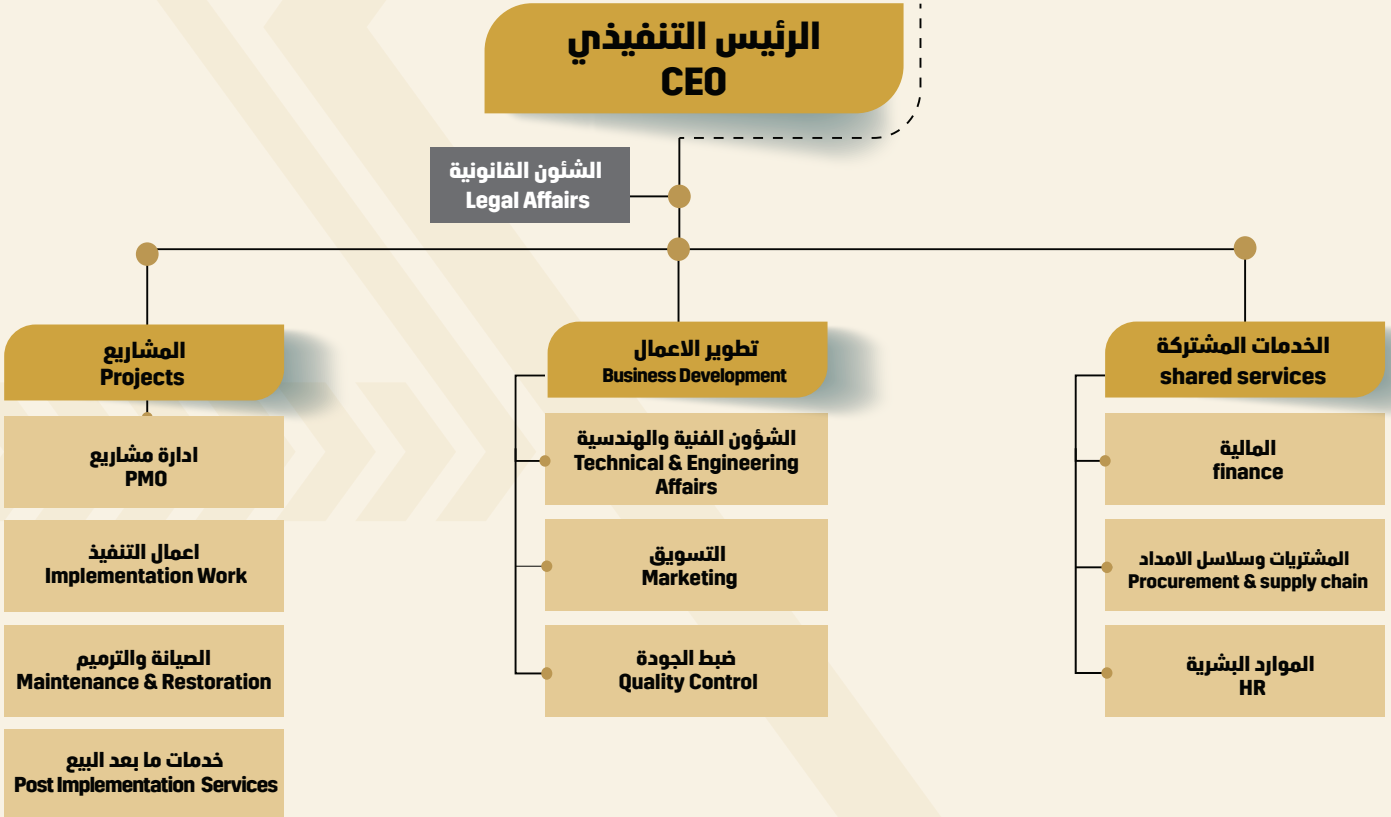 الرئيس التنفيذي
CEO
الشئون القانونية
Legal Affairs
المشاريع
Projects
ادارة مشاريع
PMO
اعمال التنفيذ
Implementation Work
الصيانة والترميم
Maintenance & Restoration
خدمات ما بعد البيع
Post Implementation Services
تطوير الاعمال
Business Development
الشؤون الفنية والهندسية
Technical & Engineering
Affairs
التسويق
Marketing
ضبط الجودة
Quality Control
الخدمات المشتركة
shared services
المالية
finance
المشتريات وسلاسل الامداد
Procurement & supply chain
الموارد البشرية
HR